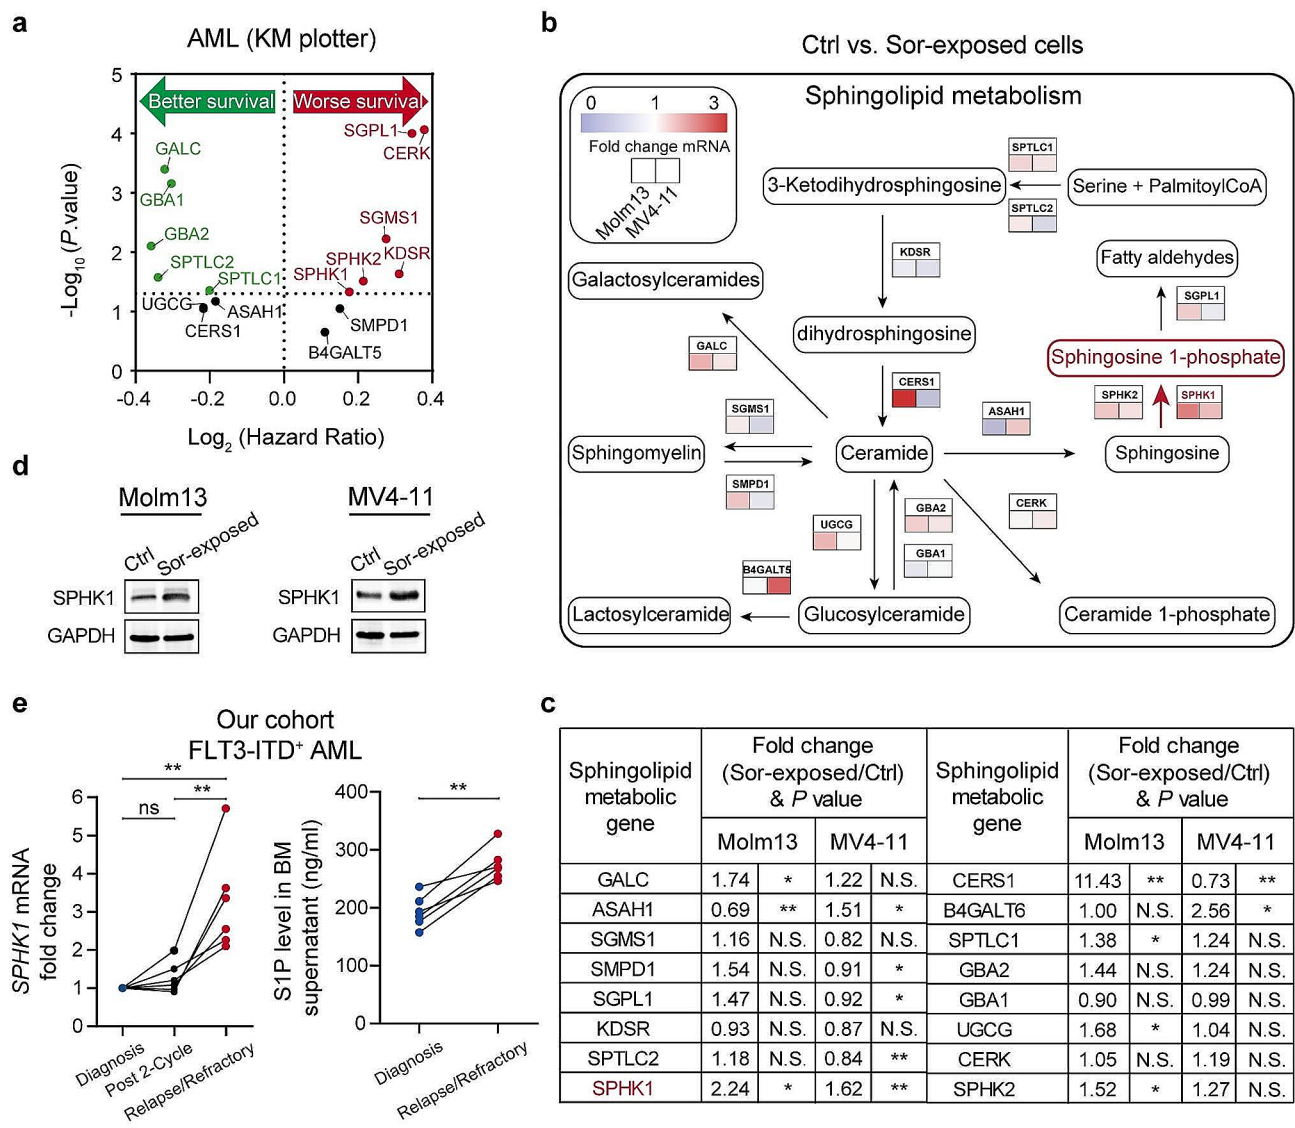 a
AML (KM plotter)
5
4
3
2
1
0
-Log10 (P.value)
-0.4
-0.2
0.0
0.2
0.4
Log2 (Hazard Ratio)
Better survival
Worse survival
GALC
GBA1
GBA2
SPTLC2
SPTLC1
UGCG
CERS1
ASAH1
SGPL1
CERK
SGMS1
SPHK2
KDSR
SPHK1
SMPD1
B4GALT5
b
Ctrl vs. Sor-exposed cells
Sphingolipid metabolism
0 1 3
Fold change mRNA
Molm13
MV4-11
SPTLC1
3-Ketodihydrosphingosine
Serine + PalmitoylCoA
SPTLC2
KDSR
Fatty aldehydes
Galactosylceramides
SGPL1
dihydrosphingosine
GALC
Sphingosine 1-phosphate
CERS1
SPHK2
SPHK1
SGMS1
ASAH1
Sphingomyelin
Ceramide
Sphingosine
SMPD1
UGCG
GBA2
CERK
GBA1
B4GALT5
Lactosylceramide
Glucosylceramide
Ceramide 1-phosphate
d
Molm13
MV4-11
Ctrl
Sor-exposed
Ctrl
Sor-exposed
SPHK1
GAPDH
SPHK1
GAPDH
e
Our cohort
FLT3-ITD+ AML
**
**
ns
6
5
4
3
2
1
0
SPHK1 mRNA
fold change
Diagnosis
Post 2-Cycle
Relapse/Refractory
**
400
300
200
100
0
S1P level in BM
supernatant (ng/ml)
Diagnosis
Relapse/Refractory
c
Sphingolipid
metabolic
gene
Fold change
(Sor-exposed/Ctrl)
& P value
Molm13
MV4-11
Sphingolipid
metabolic
gene
Fold change
(Sor-exposed/Ctrl)
& P value
Molm13
MV4-11
GALC 1.74 * 1.22 N.S. CERS1 11.43 ** 0.73 **
ASAH1 0.69 ** 1.51 * B4GALT6 1.00 N.S. 2.56 *
SGMS1 1.16 N.S. 0.82 N.S. SPTLC1 1.38 * 1.24 N.S.
SMPD1 1.54 N.S. 0.91 * GBA2 1.44 N.S. 1.24 N.S.
SGPL1 1.47 N.S. 0.92 * GBA1 0.90 N.S. 0.99 N.S.
KDSR 0.93 N.S. 0.87 N.S. UGCG 1.68 * 1.04 N.S.
SPTLC2 1.18 N.S. 0.84 ** CERK 1.05 N.S. 1.19 N.S.
SPHK1 2.24 * 1.62 ** SPHK2 1.52 * 1.27 N.S.